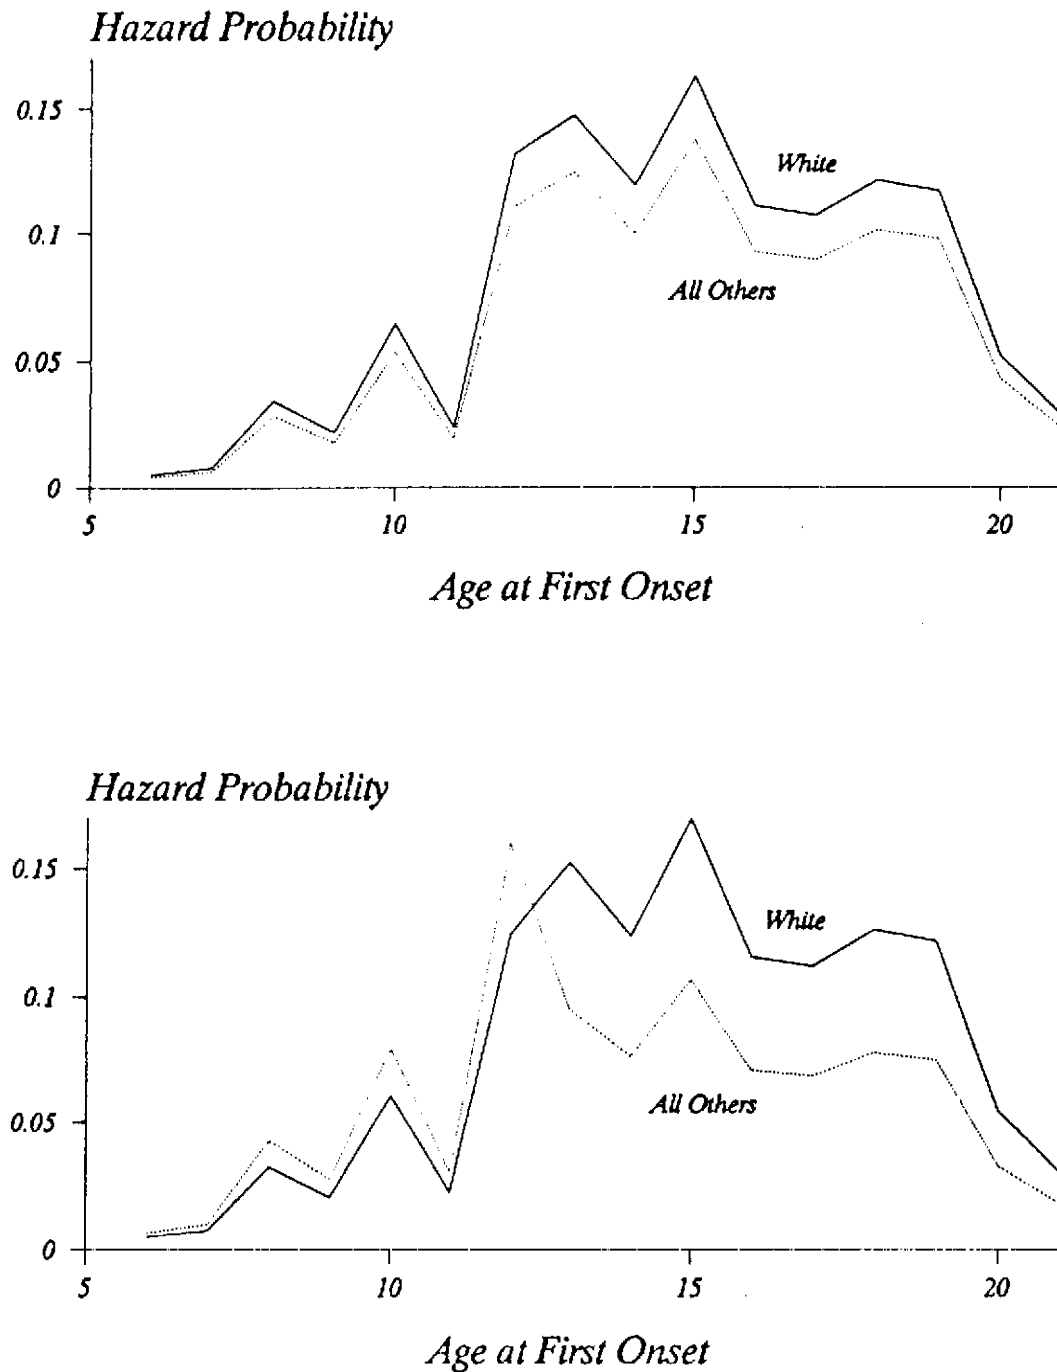 Hazard Probability
0.15
White
0.1
All Others
0.05
0
5 10 15 20
Age at First Onset
Hazard Probability
0.15
White
0.1
All Others
0.05
0
5 10 15 20
Age at First Onset